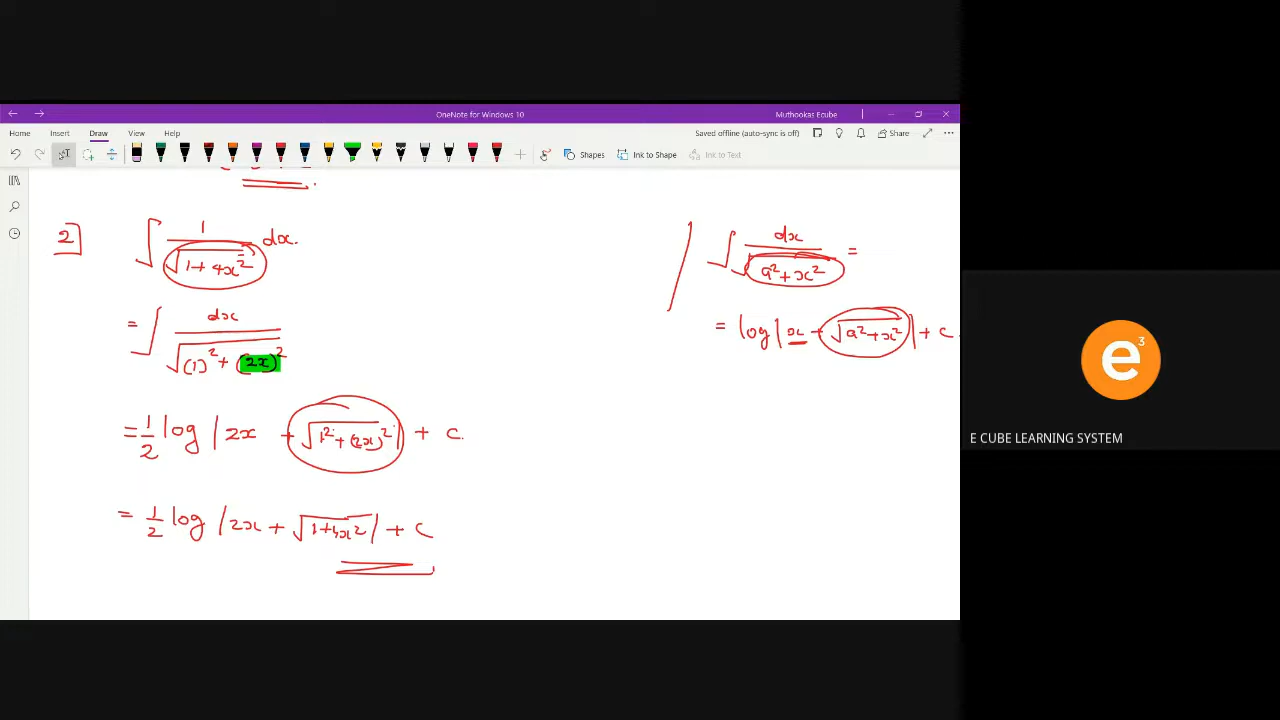 OneNote for Windows 10
Muthookas Ecube
Home Insert Draw View Help
Saved offline (auto-sync is off)
Share
Shapes
Ink to Shape
Ink to Text
2] ∫ 1/√(1+4x²) dx.
= ∫ dx/√((1)²+(2x)²)
= 1/2 log |2x + √(1²+(2x)²)| + c.
= 1/2 log |2x + √(1+4x²)| + c
∫ dx/√(a²+x²) =
= log |x + √(a²+x²)| + c
e³
E CUBE LEARNING SYSTEM